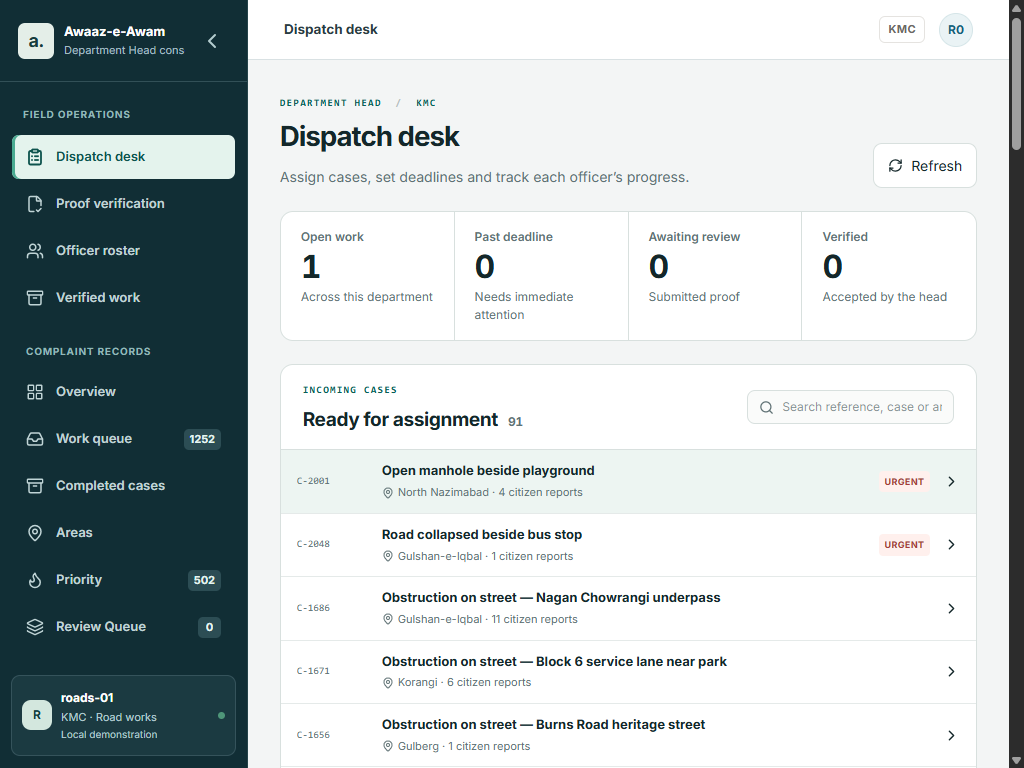 a.
Awaaz-e-Awam
Department Head cons
FIELD OPERATIONS
Dispatch desk
Proof verification
Officer roster
Verified work
COMPLAINT RECORDS
Overview
Work queue 1252
Completed cases
Areas
Priority 502
Review Queue 0
R
roads-01
KMC · Road works
Local demonstration
Dispatch desk
KMC
RO
DEPARTMENT HEAD / KMC
Dispatch desk
Assign cases, set deadlines and track each officer’s progress.
Refresh
Open work
1
Across this department
Past deadline
0
Needs immediate
attention
Awaiting review
0
Submitted proof
Verified
0
Accepted by the head
INCOMING CASES
Ready for assignment 91
Search reference, case or ar
C-2001
Open manhole beside playground
North Nazimabad · 4 citizen reports
URGENT
C-2048
Road collapsed beside bus stop
Gulshan-e-Iqbal · 1 citizen reports
URGENT
C-1686
Obstruction on street — Nagan Chowrangi underpass
Gulshan-e-Iqbal · 11 citizen reports
C-1671
Obstruction on street — Block 6 service lane near park
Korangi · 6 citizen reports
C-1656
Obstruction on street — Burns Road heritage street
Gulberg · 1 citizen reports